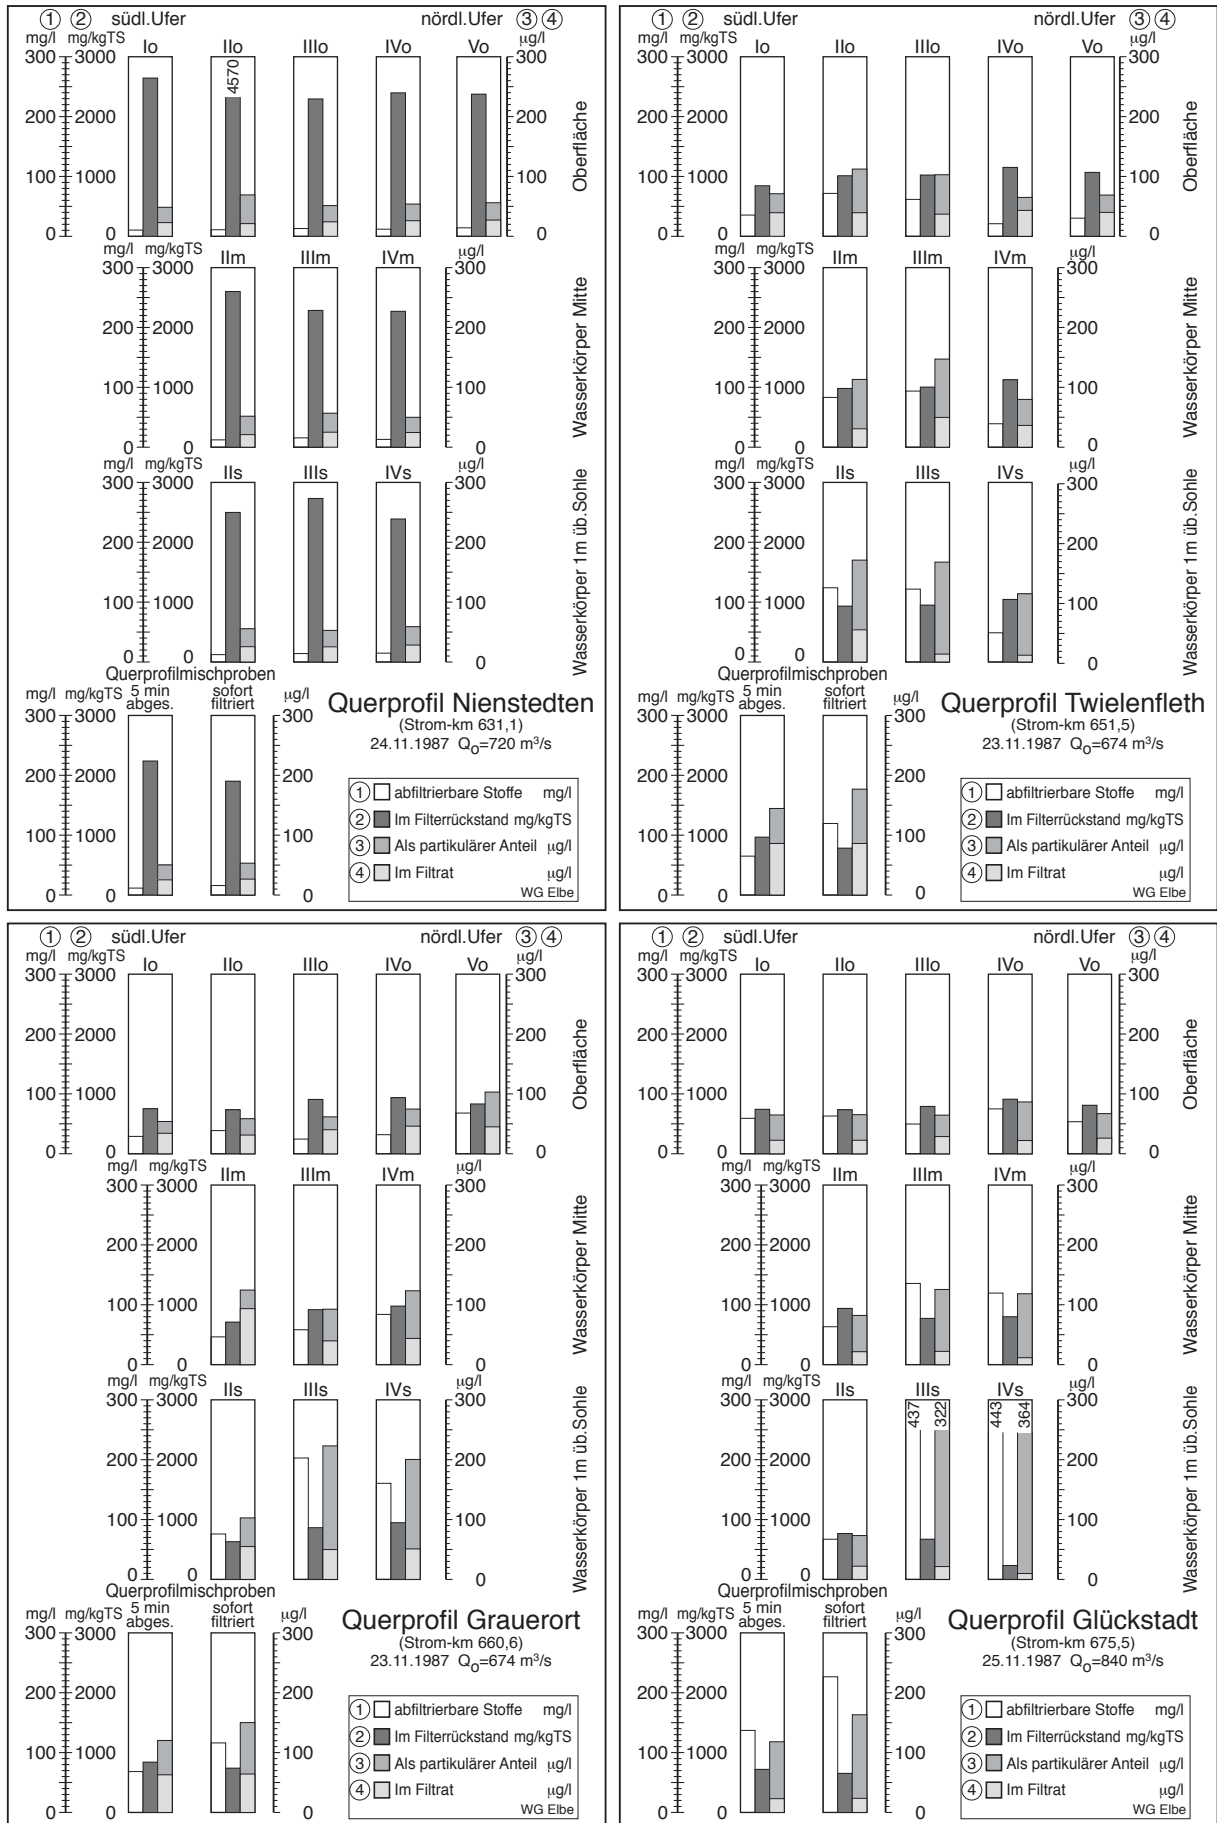 ① ② südl.Ufer nördl.Ufer ③ ④
mg/l mg/kgTS µg/l
Io IIo IIIo IVo Vo
300 3000 300
4570
200 2000 200
100 1000 100
0 0 0
Oberfläche
mg/l mg/kgTS µg/l
IIm IIIm IVm
300 3000 300
200 2000 200
100 1000 100
0 0 0
Wasserkörper Mitte
mg/l mg/kgTS µg/l
IIs IIIs IVs
300 3000 300
200 2000 200
100 1000 100
0 0 0
Wasserkörper 1m üb.Sohle
Querprofilmischproben
mg/l mg/kgTS 5 min abges. sofort filtriert µg/l
300 3000 300
200 2000 200
100 1000 100
0 0 0
Querprofil Nienstedten
(Strom-km 631,1)
24.11.1987 Qo=720 m³/s
① abfiltrierbare Stoffe mg/l
② Im Filterrückstand mg/kgTS
③ Als partikulärer Anteil µg/l
④ Im Filtrat µg/l
WG Elbe
① ② südl.Ufer nördl.Ufer ③ ④
mg/l mg/kgTS µg/l
Io IIo IIIo IVo Vo
300 3000 300
200 2000 200
100 1000 100
0 0 0
Oberfläche
mg/l mg/kgTS µg/l
IIm IIIm IVm
300 3000 300
200 2000 200
100 1000 100
0 0 0
Wasserkörper Mitte
mg/l mg/kgTS µg/l
IIs IIIs IVs
300 3000 300
200 2000 200
100 1000 100
0 0 0
Wasserkörper 1m üb.Sohle
Querprofilmischproben
mg/l mg/kgTS 5 min abges. sofort filtriert µg/l
300 3000 300
200 2000 200
100 1000 100
0 0 0
Querprofil Twielenfleth
(Strom-km 651,5)
23.11.1987 Qo=674 m³/s
① abfiltrierbare Stoffe mg/l
② Im Filterrückstand mg/kgTS
③ Als partikulärer Anteil µg/l
④ Im Filtrat µg/l
WG Elbe
① ② südl.Ufer nördl.Ufer ③ ④
mg/l mg/kgTS µg/l
Io IIo IIIo IVo Vo
300 3000 300
200 2000 200
100 1000 100
0 0 0
Oberfläche
mg/l mg/kgTS µg/l
IIm IIIm IVm
300 3000 300
200 2000 200
100 1000 100
0 0 0
Wasserkörper Mitte
mg/l mg/kgTS µg/l
IIs IIIs IVs
300 3000 300
200 2000 200
100 1000 100
0 0 0
Wasserkörper 1m üb.Sohle
Querprofilmischproben
mg/l mg/kgTS 5 min abges. sofort filtriert µg/l
300 3000 300
200 2000 200
100 1000 100
0 0 0
Querprofil Grauerort
(Strom-km 660,6)
23.11.1987 Qo=674 m³/s
① abfiltrierbare Stoffe mg/l
② Im Filterrückstand mg/kgTS
③ Als partikulärer Anteil µg/l
④ Im Filtrat µg/l
WG Elbe
① ② südl.Ufer nördl.Ufer ③ ④
mg/l mg/kgTS µg/l
Io IIo IIIo IVo Vo
300 3000 300
200 2000 200
100 1000 100
0 0 0
Oberfläche
mg/l mg/kgTS µg/l
IIm IIIm IVm
300 3000 300
200 2000 200
100 1000 100
0 0 0
Wasserkörper Mitte
mg/l mg/kgTS µg/l
IIs IIIs IVs
300 3000 300
437 322 443 364
200 2000 200
100 1000 100
0 0 0
Wasserkörper 1m üb.Sohle
Querprofilmischproben
mg/l mg/kgTS 5 min abges. sofort filtriert µg/l
300 3000 300
200 2000 200
100 1000 100
0 0 0
Querprofil Glückstadt
(Strom-km 675,5)
25.11.1987 Qo=840 m³/s
① abfiltrierbare Stoffe mg/l
② Im Filterrückstand mg/kgTS
③ Als partikulärer Anteil µg/l
④ Im Filtrat µg/l
WG Elbe